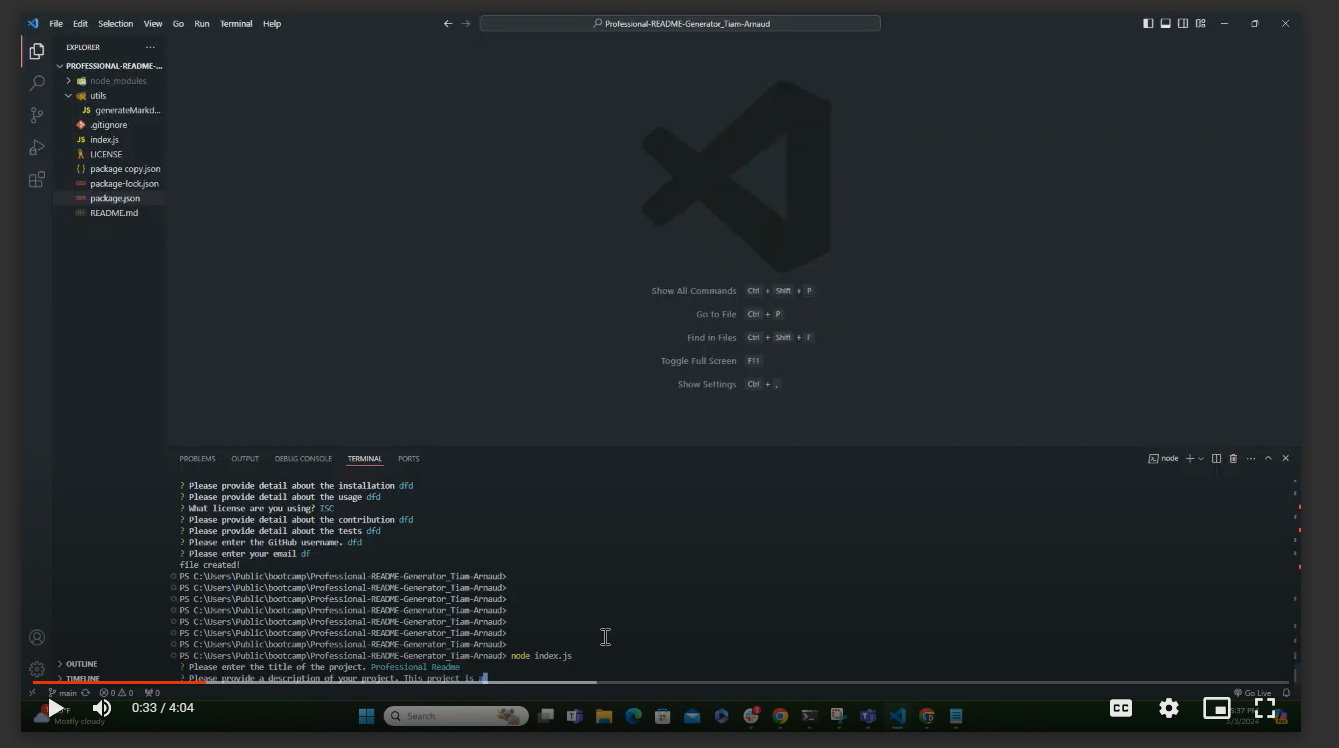 File Edit Selection View Go Run Terminal Help
Professional-README-Generator_Tiam-Arnaud
EXPLORER
PROFESSIONAL-README-...
node_modules
utils
JS generateMarkd...
.gitignore
JS index.js
LICENSE
{ } package copy.json
package-lock.json
package.json
README.md
OUTLINE
TIMELINE
Show All Commands Ctrl + Shift + P
Go to File Ctrl + P
Find in Files Ctrl + Shift + F
Toggle Full Screen F11
Show Settings Ctrl + ,
PROBLEMS OUTPUT DEBUG CONSOLE TERMINAL PORTS
node
? Please provide detail about the installation dfd
? Please provide detail about the usage dfd
? What license are you using? ISC
? Please provide detail about the contribution dfd
? Please provide detail about the tests dfd
? Please enter the GitHub username. dfd
? Please enter your email df
file created!
PS C:\Users\Public\bootcamp\Professional-README-Generator_Tiam-Arnaud>
PS C:\Users\Public\bootcamp\Professional-README-Generator_Tiam-Arnaud>
PS C:\Users\Public\bootcamp\Professional-README-Generator_Tiam-Arnaud>
PS C:\Users\Public\bootcamp\Professional-README-Generator_Tiam-Arnaud>
PS C:\Users\Public\bootcamp\Professional-README-Generator_Tiam-Arnaud>
PS C:\Users\Public\bootcamp\Professional-README-Generator_Tiam-Arnaud>
PS C:\Users\Public\bootcamp\Professional-README-Generator_Tiam-Arnaud>
PS C:\Users\Public\bootcamp\Professional-README-Generator_Tiam-Arnaud> node index.js
? Please enter the title of the project. Professional Readme
? Please provide a description of your project. This project is a
main 0 0 0
Go Live
0:33 / 4:04
CC
Mostly cloudy
Search
5/3/2024